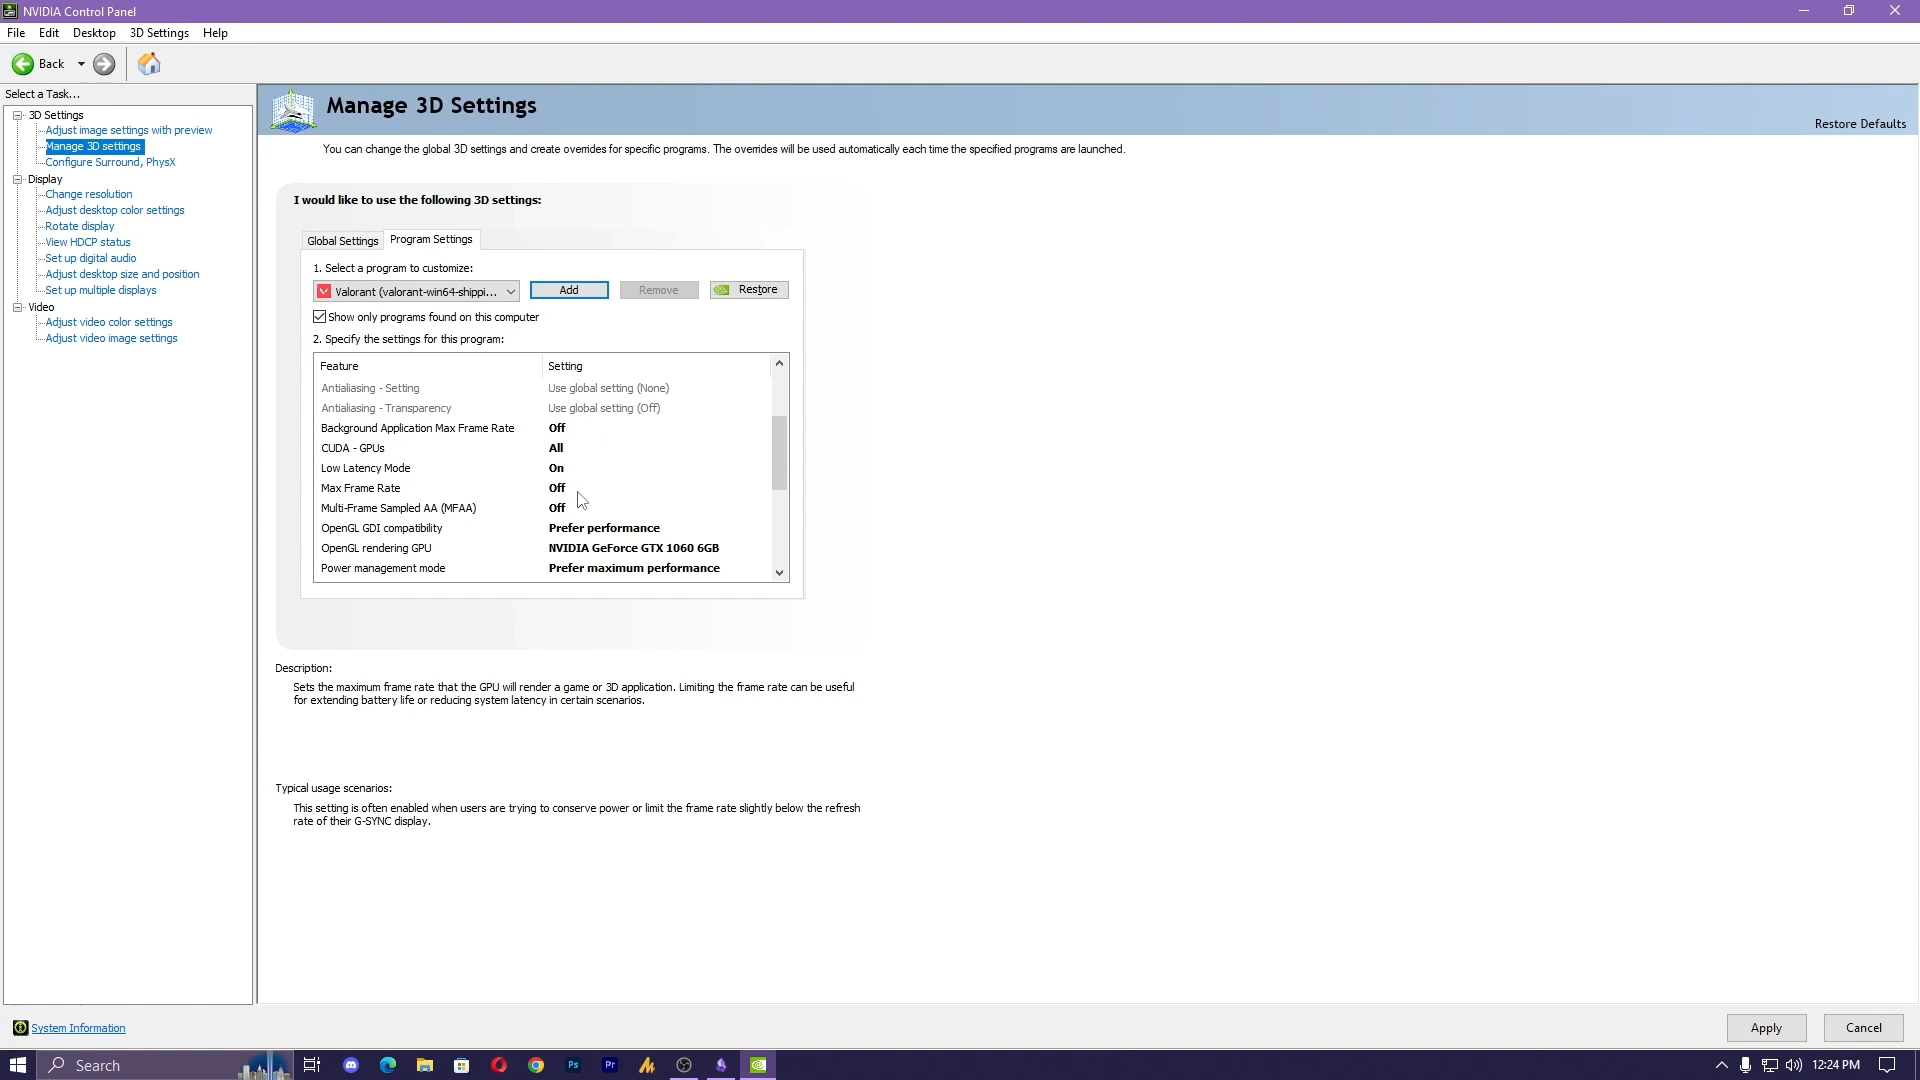 NVIDIA Control Panel
File Edit Desktop 3D Settings Help
Back
Select a Task...
3D Settings
Adjust image settings with preview
Manage 3D settings
Configure Surround, PhysX
Display
Change resolution
Adjust desktop color settings
Rotate display
View HDCP status
Set up digital audio
Adjust desktop size and position
Set up multiple displays
Video
Adjust video color settings
Adjust video image settings
System Information
Manage 3D Settings
Restore Defaults
You can change the global 3D settings and create overrides for specific programs. The overrides will be used automatically each time the specified programs are launched.
I would like to use the following 3D settings:
Global Settings Program Settings
1. Select a program to customize:
Valorant (valorant-win64-shippi... Add Remove Restore
Show only programs found on this computer
2. Specify the settings for this program:
Feature Setting
Antialiasing - Setting Use global setting (None)
Antialiasing - Transparency Use global setting (Off)
Background Application Max Frame Rate Off
CUDA - GPUs All
Low Latency Mode On
Max Frame Rate Off
Multi-Frame Sampled AA (MFAA) Off
OpenGL GDI compatibility Prefer performance
OpenGL rendering GPU NVIDIA GeForce GTX 1060 6GB
Power management mode Prefer maximum performance
Description:
Sets the maximum frame rate that the GPU will render a game or 3D application. Limiting the frame rate can be useful
for extending battery life or reducing system latency in certain scenarios.
Typical usage scenarios:
This setting is often enabled when users are trying to conserve power or limit the frame rate slightly below the refresh
rate of their G-SYNC display.
Apply Cancel
Search Ps Pr 12:24 PM